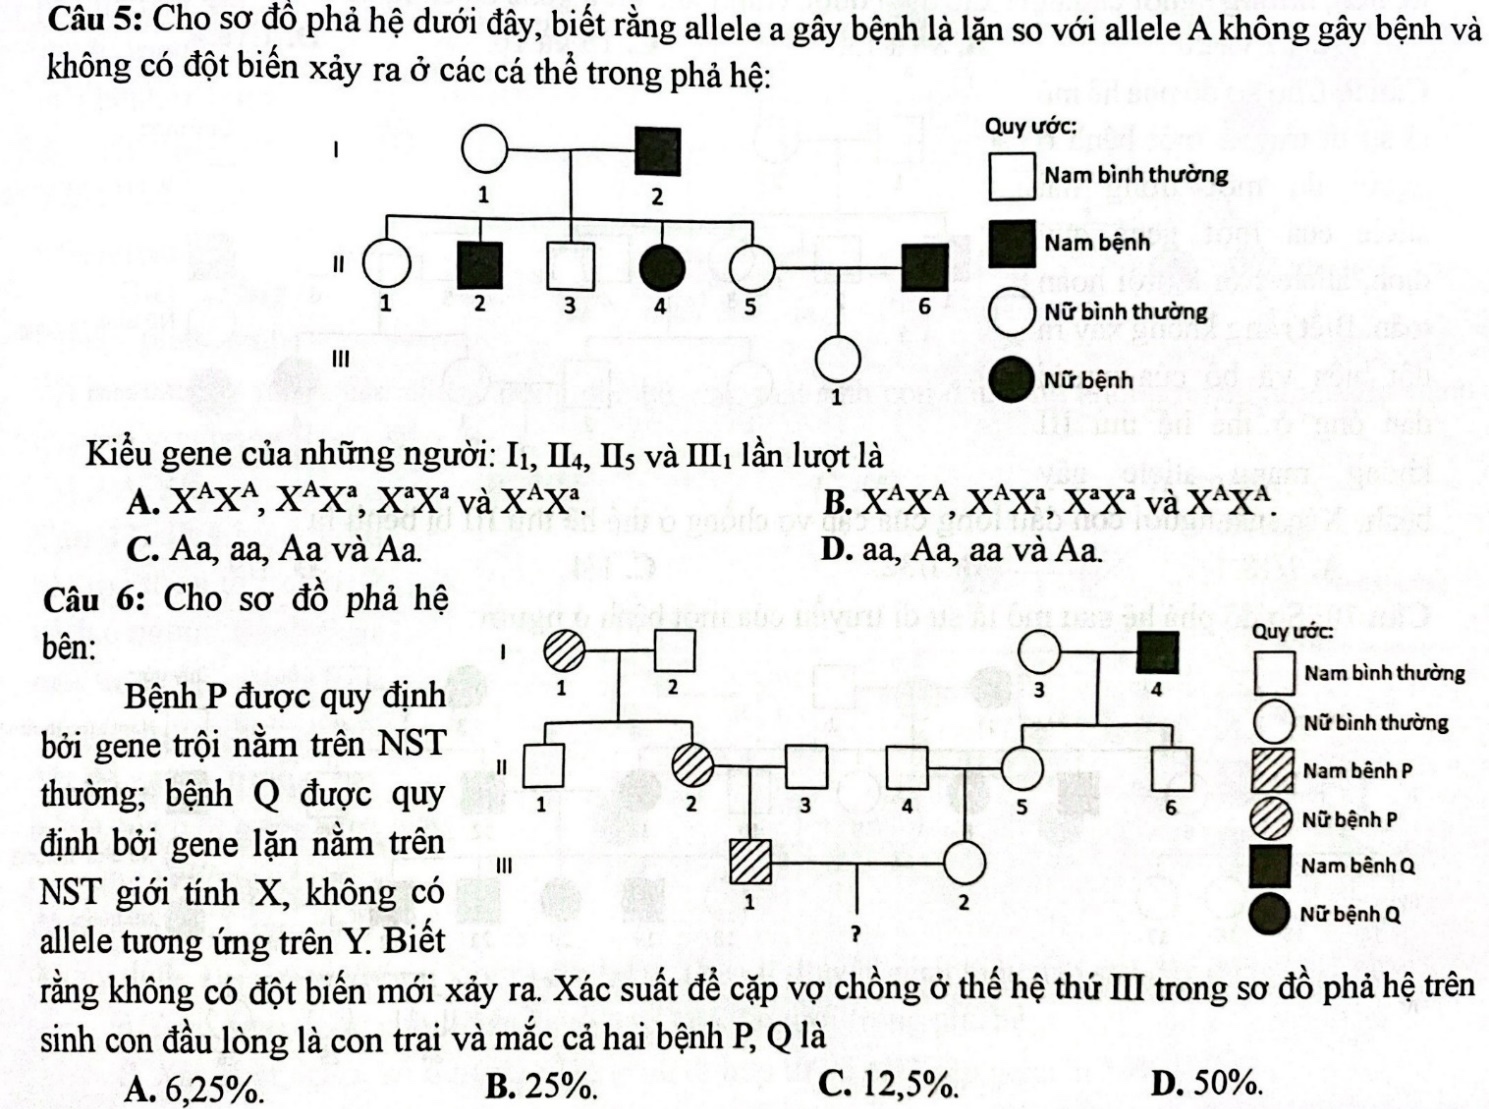 Câu 5: Cho sơ đồ phả hệ dưới đây, biết rằng allele a gây bệnh là lặn so với allele A không gây bệnh và
không có đột biến xảy ra ở các cá thể trong phả hệ:
Quy ước:
I
Nam bình thường
1 2
Nam bệnh
II
Nữ bình thường
1 2 3 4 5 6
III
Nữ bệnh
1
Kiểu gene của những người: I₁, II₄, II₅ và III₁ lần lượt là
A. XᴬXᴬ, XᴬXᵃ, XᵃXᵃ và XᴬXᵃ. B. XᴬXᴬ, XᴬXᵃ, XᵃXᵃ và XᴬXᴬ.
C. Aa, aa, Aa và Aa. D. aa, Aa, aa và Aa.
Câu 6: Cho sơ đồ phả hệ
bên:
Bệnh P được quy định
bởi gene trội nằm trên NST
thường; bệnh Q được quy
định bởi gene lặn nằm trên
NST giới tính X, không có
allele tương ứng trên Y. Biết
Quy ước:
I
Nam bình thường
1 2 3 4
Nữ bình thường
II
Nam bênh P
1 2 3 4 5 6
Nữ bệnh P
III
Nam bênh Q
1 2
Nữ bệnh Q
?
rằng không có đột biến mới xảy ra. Xác suất để cặp vợ chồng ở thế hệ thứ III trong sơ đồ phả hệ trên
sinh con đầu lòng là con trai và mắc cả hai bệnh P, Q là
A. 6,25%. B. 25%. C. 12,5%. D. 50%.